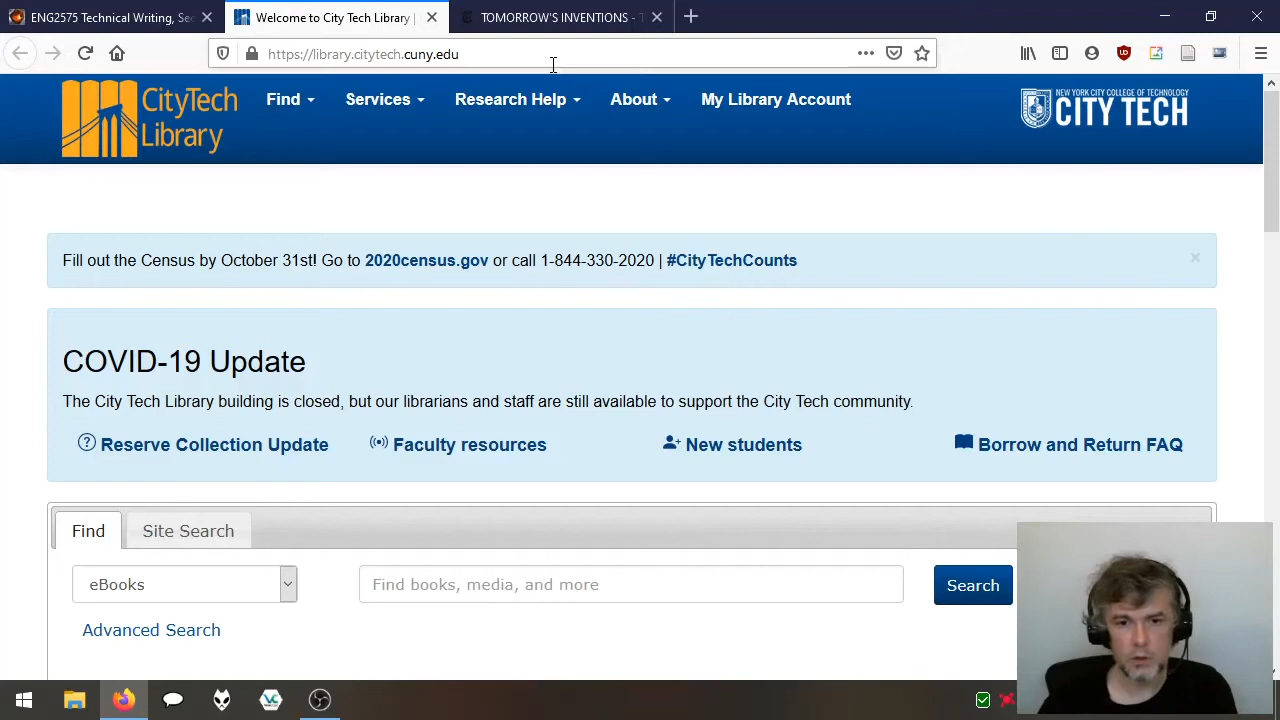 ENG2575 Technical Writing, Sec
Welcome to City Tech Library |
TOMORROW'S INVENTIONS - T
https://library.citytech.cuny.edu
CityTech
Library
Find
Services
Research Help
About
My Library Account
NEW YORK CITY COLLEGE OF TECHNOLOGY
CITY TECH
Fill out the Census by October 31st! Go to 2020census.gov or call 1-844-330-2020 | #CityTechCounts
COVID-19 Update
The City Tech Library building is closed, but our librarians and staff are still available to support the City Tech community.
Reserve Collection Update
Faculty resources
New students
Borrow and Return FAQ
Find
Site Search
eBooks
Find books, media, and more
Search
Advanced Search